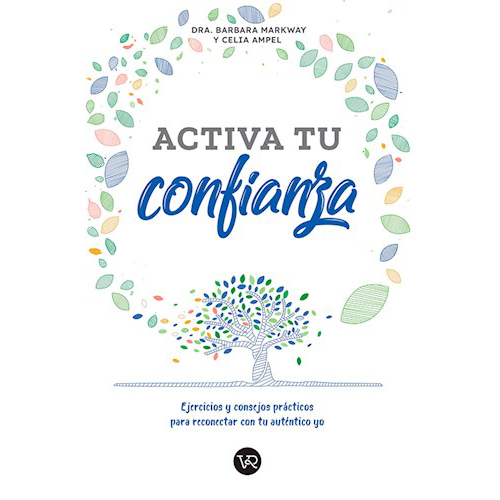 DRA. BARBARA MARKWAY
Y CELIA AMPEL
ACTIVA TU
confianza
Ejercicios y consejos prácticos
para reconectar con tu auténtico yo
VR